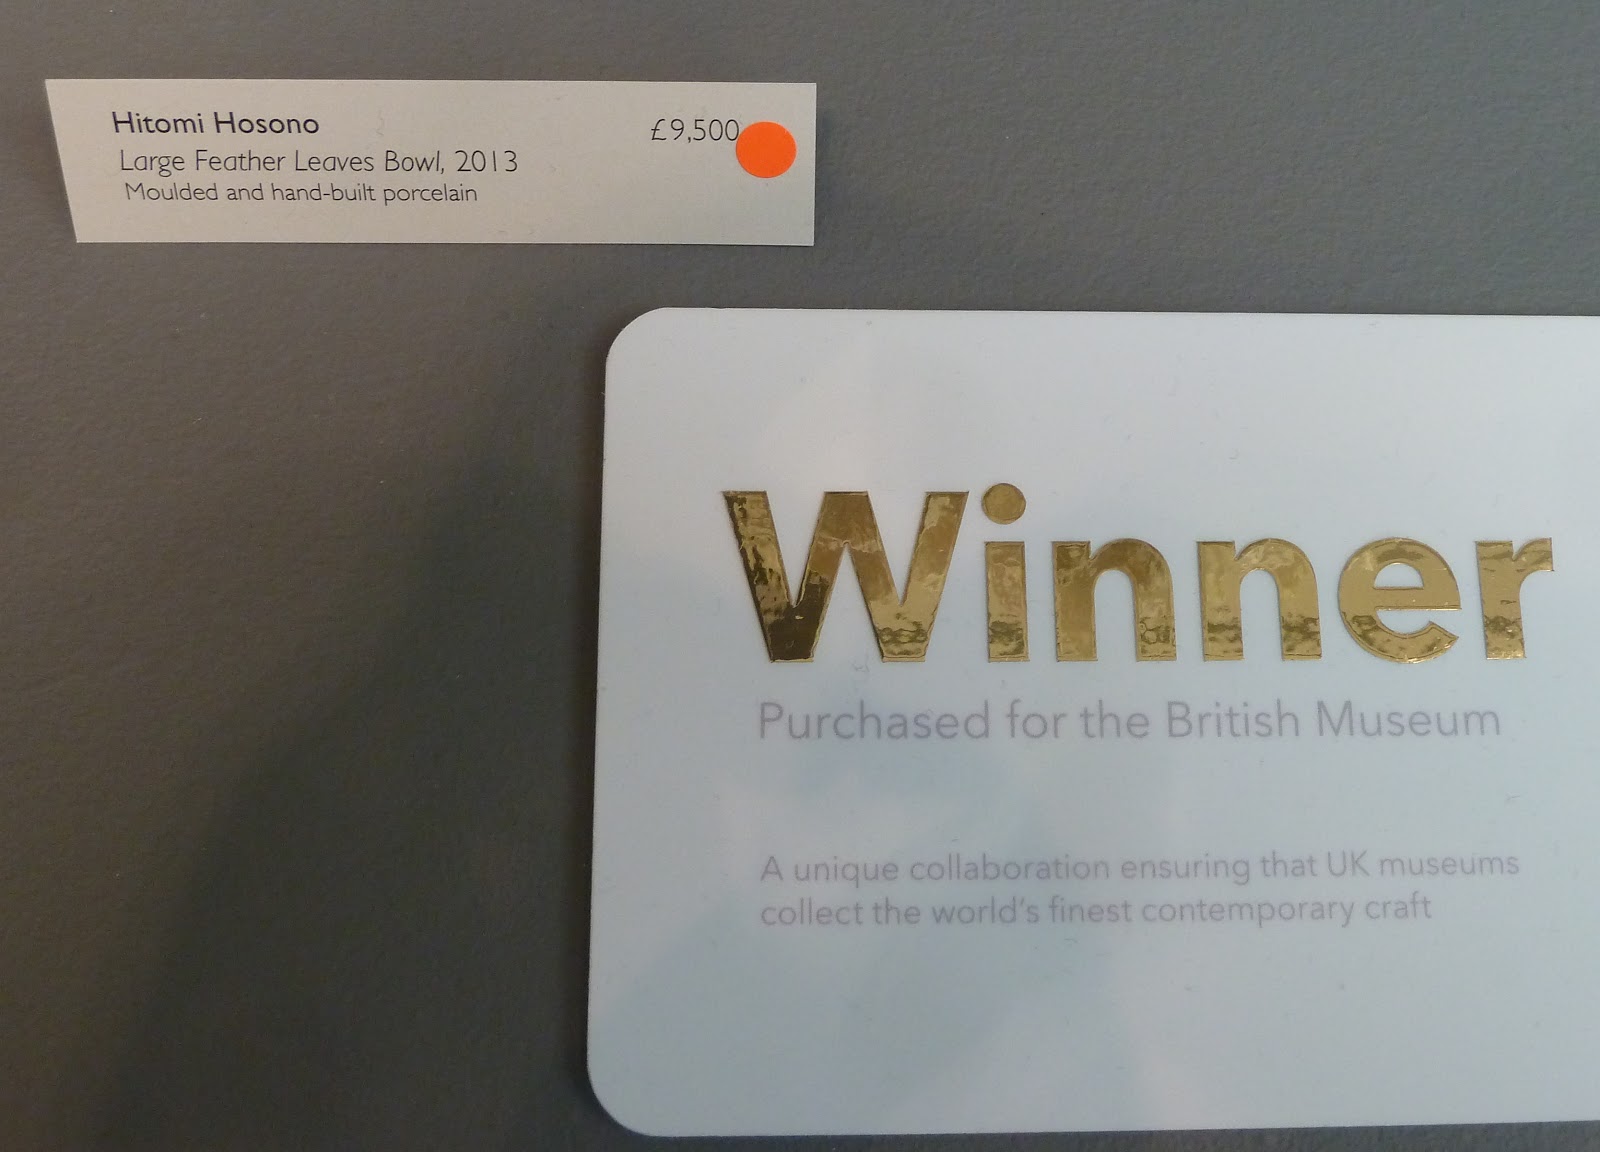 Hitomi Hosono
£9,500
Large Feather Leaves Bowl, 2013
Moulded and hand-built porcelain
Winner
Purchased for the British Museum
A unique collaboration ensuring that UK museums
collect the world's finest contemporary craft